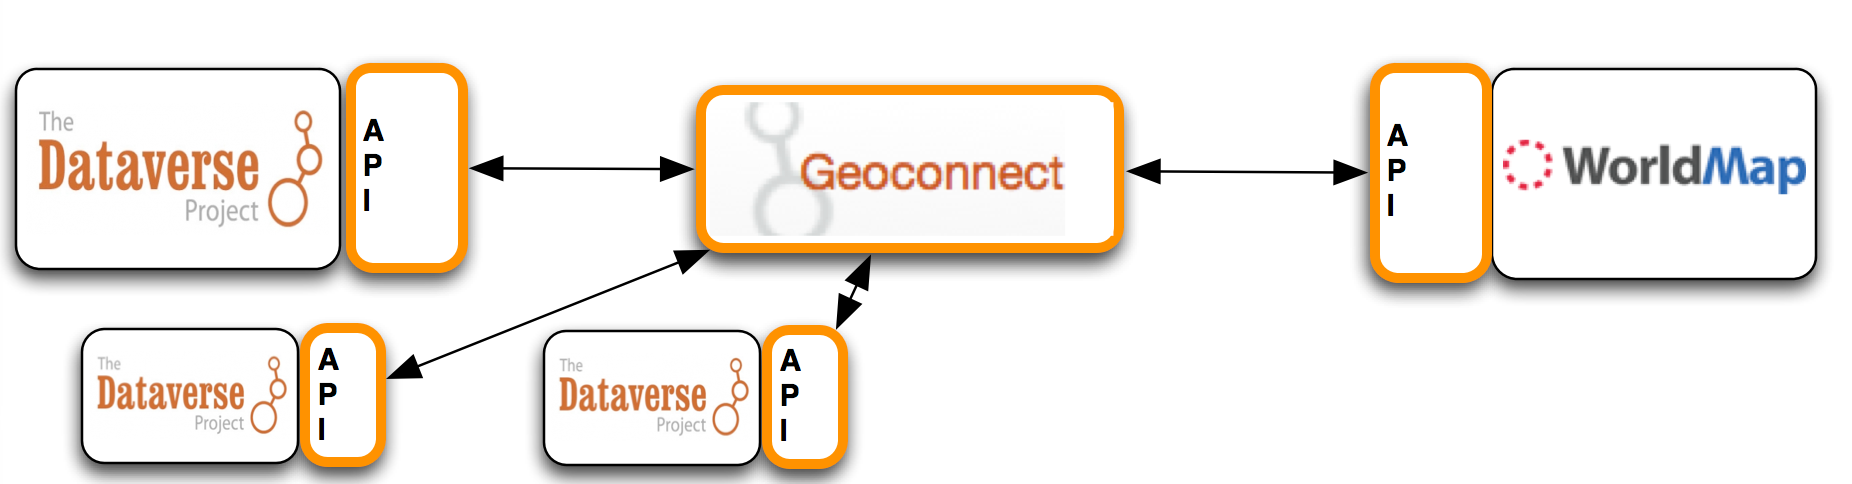 The
Dataverse
Project
A
P
I
Geoconnect
A
P
I
WorldMap
The
Dataverse
Project
A
P
I
The
Dataverse
Project
A
P
I